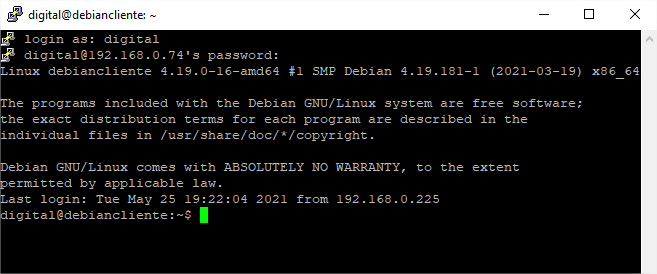 digital@debiancliente: ~
login as: digital
digital@192.168.0.74's password:
Linux debiancliente 4.19.0-16-amd64 #1 SMP Debian 4.19.181-1 (2021-03-19) x86_64
The programs included with the Debian GNU/Linux system are free software;
the exact distribution terms for each program are described in the
individual files in /usr/share/doc/*/copyright.
Debian GNU/Linux comes with ABSOLUTELY NO WARRANTY, to the extent
permitted by applicable law.
Last login: Tue May 25 19:22:04 2021 from 192.168.0.225
digital@debiancliente:~$